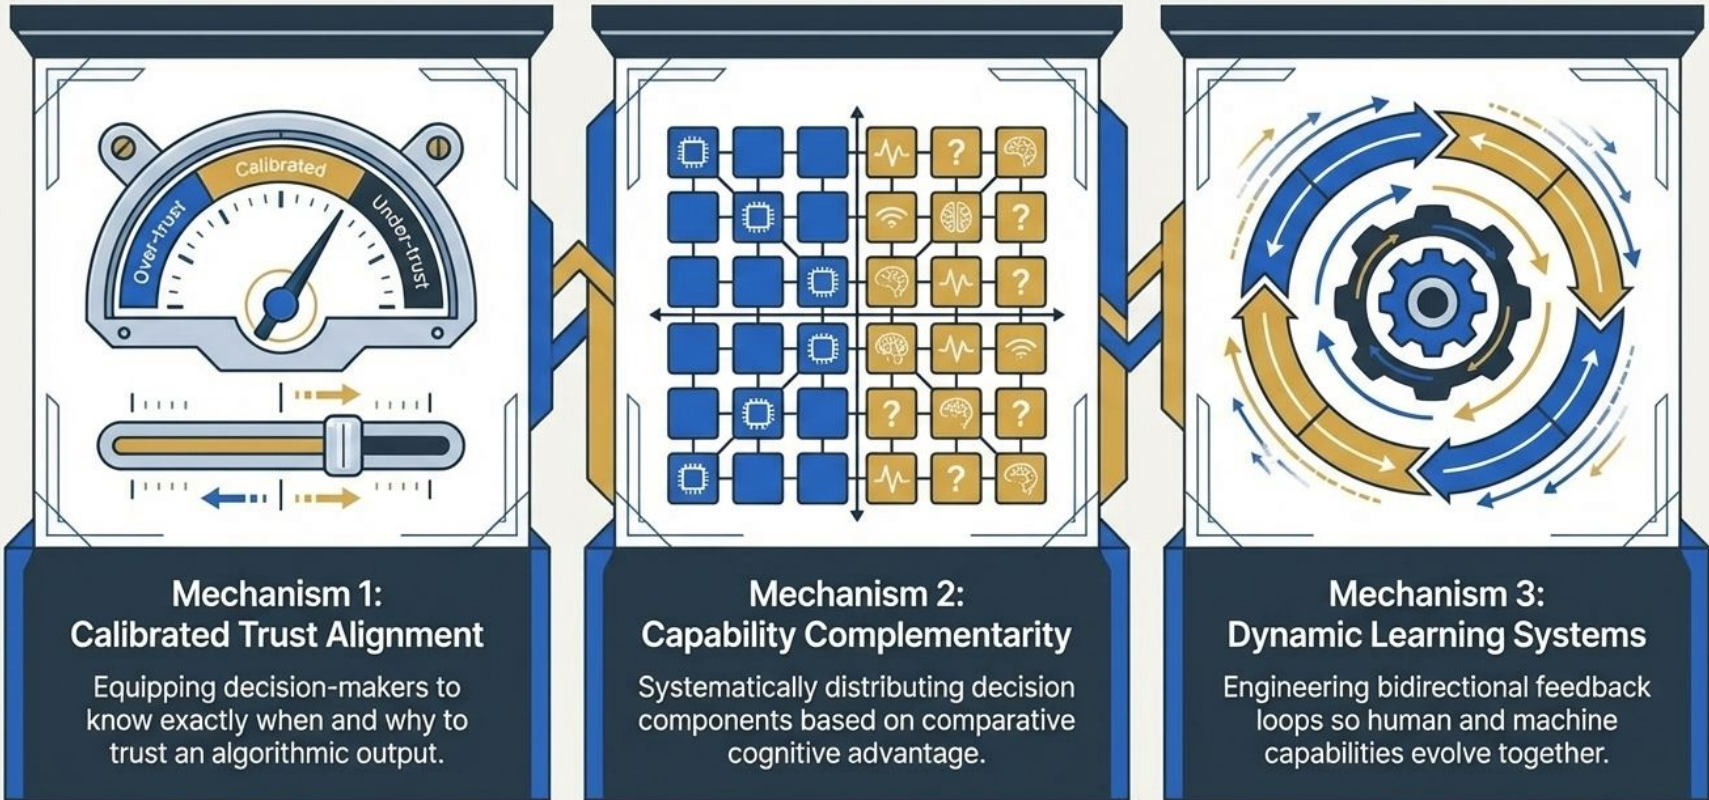 Over-trust
Calibrated
Under-trust
?
?
?
?
?
?
Mechanism 1:
Calibrated Trust Alignment
Equipping decision-makers to
know exactly when and why to
trust an algorithmic output.
Mechanism 2:
Capability Complementarity
Systematically distributing decision
components based on comparative
cognitive advantage.
Mechanism 3:
Dynamic Learning Systems
Engineering bidirectional feedback
loops so human and machine
capabilities evolve together.